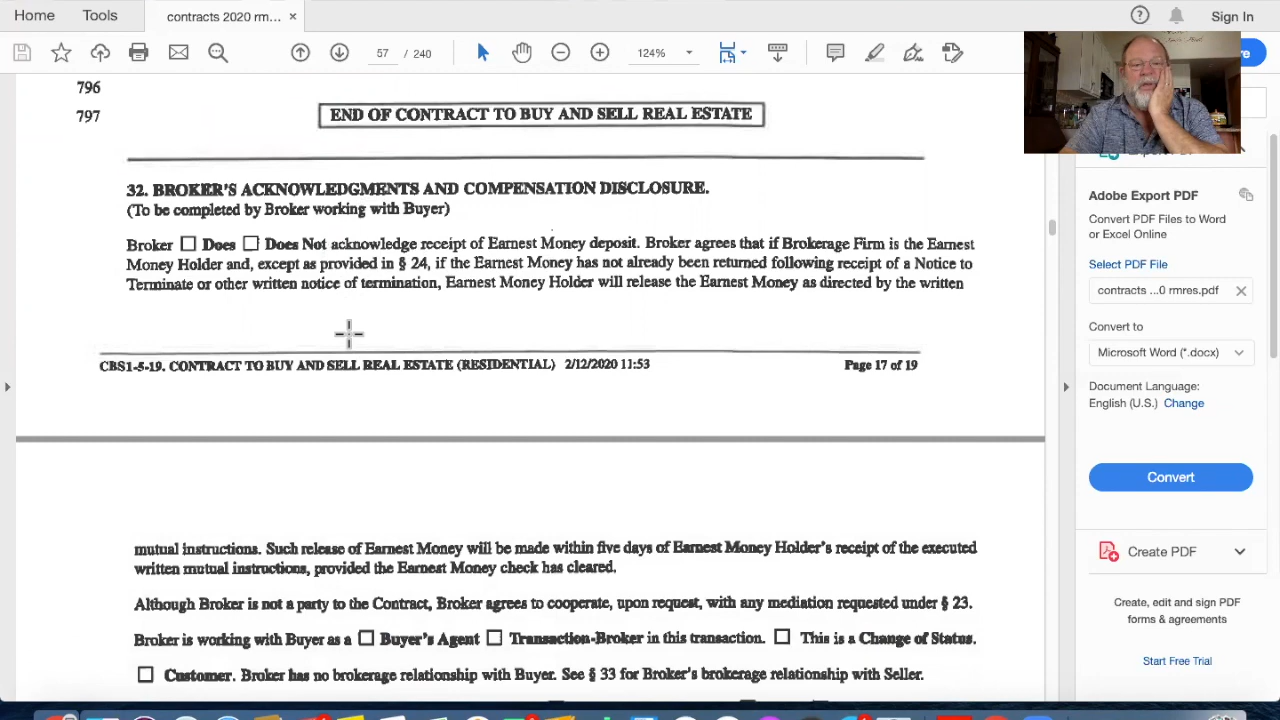 Home Tools contracts 2020 rm... ×
Sign In
57 / 240 124%
796
797 END OF CONTRACT TO BUY AND SELL REAL ESTATE
32. BROKER'S ACKNOWLEDGMENTS AND COMPENSATION DISCLOSURE.
(To be completed by Broker working with Buyer)
Broker ☐ Does ☐ Does Not acknowledge receipt of Earnest Money deposit. Broker agrees that if Brokerage Firm is the Earnest
Money Holder and, except as provided in § 24, if the Earnest Money has not already been returned following receipt of a Notice to
Terminate or other written notice of termination, Earnest Money Holder will release the Earnest Money as directed by the written
CBS1-5-19. CONTRACT TO BUY AND SELL REAL ESTATE (RESIDENTIAL) 2/12/2020 11:53 Page 17 of 19
mutual instructions. Such release of Earnest Money will be made within five days of Earnest Money Holder's receipt of the executed
written mutual instructions, provided the Earnest Money check has cleared.
Although Broker is not a party to the Contract, Broker agrees to cooperate, upon request, with any mediation requested under § 23.
Broker is working with Buyer as a ☐ Buyer's Agent ☐ Transaction-Broker in this transaction. ☐ This is a Change of Status.
☐ Customer. Broker has no brokerage relationship with Buyer. See § 33 for Broker's brokerage relationship with Seller.
Adobe Export PDF
Convert PDF Files to Word
or Excel Online
Select PDF File
contracts ...0 rmres.pdf
Convert to
Microsoft Word (*.docx)
Document Language:
English (U.S.) Change
Convert
Create PDF
Create, edit and sign PDF
forms & agreements
Start Free Trial